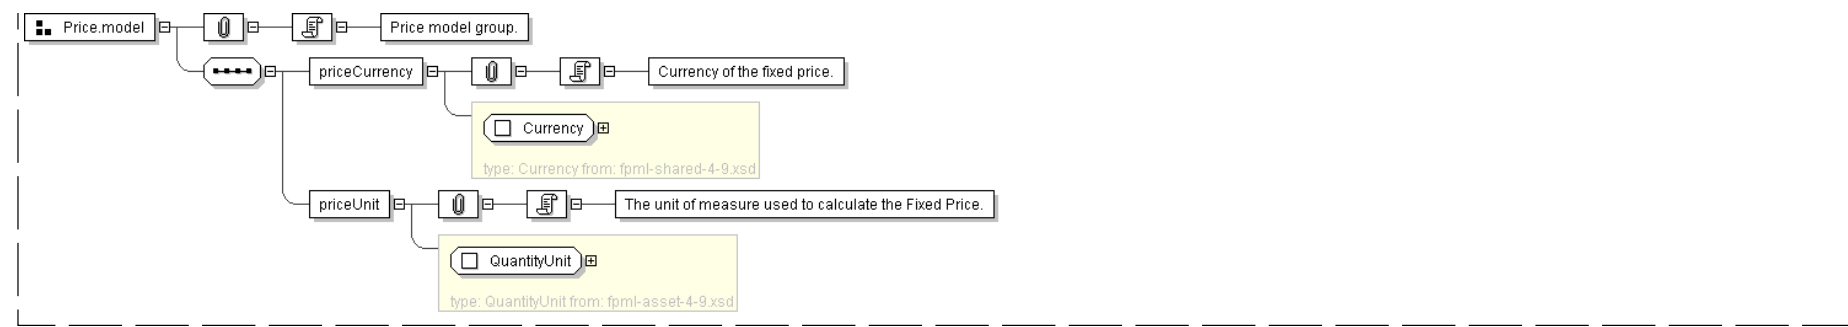 Price.model
Price model group.
priceCurrency
Currency of the fixed price.
Currency
type: Currency from: fpml-shared-4-9.xsd
priceUnit
The unit of measure used to calculate the Fixed Price.
QuantityUnit
type: QuantityUnit from: fpml-asset-4-9.xsd